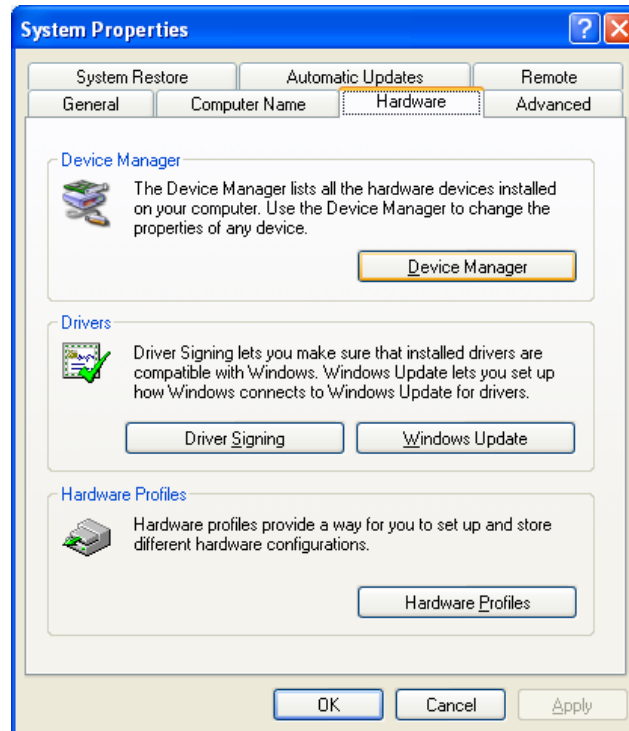 System Properties
System Restore
Automatic Updates
Remote
General
Computer Name
Hardware
Advanced
Device Manager
The Device Manager lists all the hardware devices installed
on your computer. Use the Device Manager to change the
properties of any device.
Device Manager
Drivers
Driver Signing lets you make sure that installed drivers are
compatible with Windows. Windows Update lets you set up
how Windows connects to Windows Update for drivers.
Driver Signing
Windows Update
Hardware Profiles
Hardware profiles provide a way for you to set up and store
different hardware configurations.
Hardware Profiles
OK
Cancel
Apply